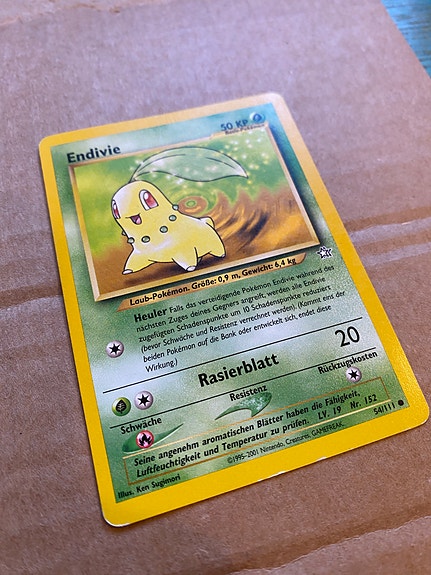 Endivie
50 KP
Basis-Pokémon
Laub-Pokémon. Größe: 0,9 m, Gewicht: 6,4 kg
Heuler Falls das verteidigende Pokémon Endivie während des
nächsten Zuges deines Gegners angreift, werden alle Endivie
zugefügten Schadenspunkte um 10 Schadenspunkte reduziert
(bevor Schwäche und Resistenz verrechnet werden). (Kommt eins der
beiden Pokémon auf die Bank oder entwickelt sich, endet diese
Wirkung.)
Rasierblatt 20
Schwäche Resistenz Rückzugskosten
Seine angenehm aromatischen Blätter haben die Fähigkeit,
Luftfeuchtigkeit und Temperatur zu prüfen. LV. 19 Nr. 152
Illus. Ken Sugimori ©1995-2001 Nintendo, Creatures, GAMEFREAK. 54/111